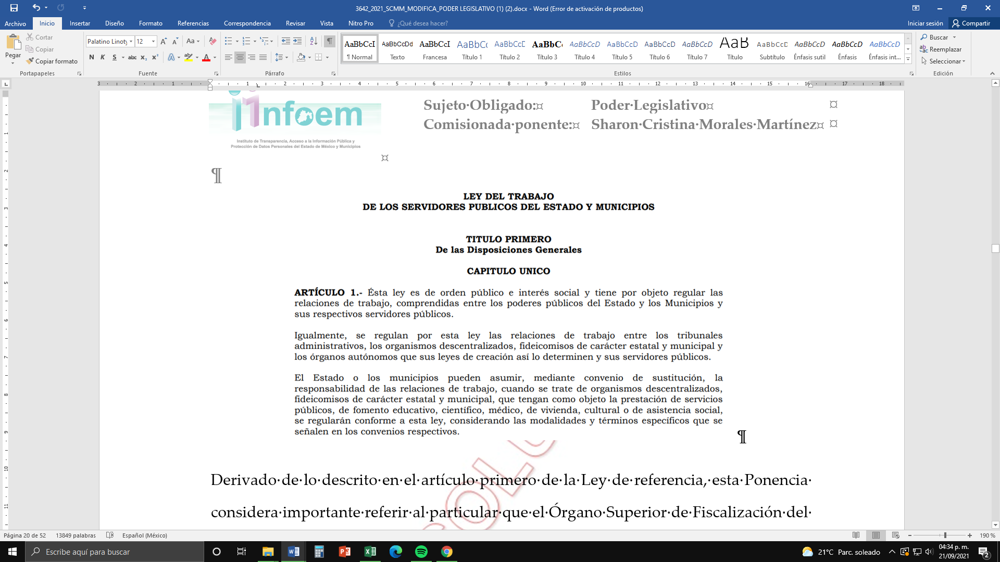 3642_2021_SCMM_MODIFICA_PODER LEGISLATIVO (1) (2).docx - Word (Error de activación de productos)
Archivo Inicio Insertar Diseño Formato Referencias Correspondencia Revisar Vista Nitro Pro ¿Qué desea hacer? Iniciar sesión Compartir
Pegar
Cortar
Copiar
Copiar formato
Portapapeles
Palatino Linoty 12
Fuente
Párrafo
AaBbCcI AaBbCcDd AaBbCcI AaBbCc AaBbCcD AaBbC AaBbCcD AaBbCcD AaBbCcD AaBbCcD AaB AaBbCcD AaBbCcD AaBbCcD AaBbCcD
¶ Normal Texto Francesa Título 1 Título 2 Título 3 Título 4 Título 5 Título 6 Título 7 Título Subtítulo Énfasis sutil Énfasis Énfasis int...
Estilos
Buscar
Reemplazar
Seleccionar
Edición
3 2 1 1 2 3 4 5 6 7 8 9 10 11 12 13 14 15 16 17 18
infoem
Instituto de Transparencia, Acceso a la Información Pública y
Protección de Datos Personales del Estado de México y Municipios
Sujeto·Obligado:¤ Poder·Legislativo¤ ¤
Comisionada·ponente:¤ Sharon·Cristina·Morales·Martínez¤ ¤
¤
¶
LEY DEL TRABAJO
DE LOS SERVIDORES PUBLICOS DEL ESTADO Y MUNICIPIOS
TITULO PRIMERO
De las Disposiciones Generales
CAPITULO UNICO
ARTÍCULO 1.- Ésta ley es de orden público e interés social y tiene por objeto regular las
relaciones de trabajo, comprendidas entre los poderes públicos del Estado y los Municipios y
sus respectivos servidores públicos.
Igualmente, se regulan por esta ley las relaciones de trabajo entre los tribunales
administrativos, los organismos descentralizados, fideicomisos de carácter estatal y municipal y
los órganos autónomos que sus leyes de creación así lo determinen y sus servidores públicos.
El Estado o los municipios pueden asumir, mediante convenio de sustitución, la
responsabilidad de las relaciones de trabajo, cuando se trate de organismos descentralizados,
fideicomisos de carácter estatal y municipal, que tengan como objeto la prestación de servicios
públicos, de fomento educativo, científico, médico, de vivienda, cultural o de asistencia social,
se regularán conforme a esta ley, considerando las modalidades y términos específicos que se
señalen en los convenios respectivos.
¶
Derivado·de·lo·descrito·en·el·artículo·primero·de·la·Ley·de·referencia,·esta·Ponencia·
considera·importante·referir·al·particular·que·el·Órgano·Superior·de·Fiscalización·del·
Página 20 de 52 13849 palabras Español (México) 190 %
Escribe aquí para buscar
21°C Parc. soleado
04:34 p. m.
21/09/2021
2